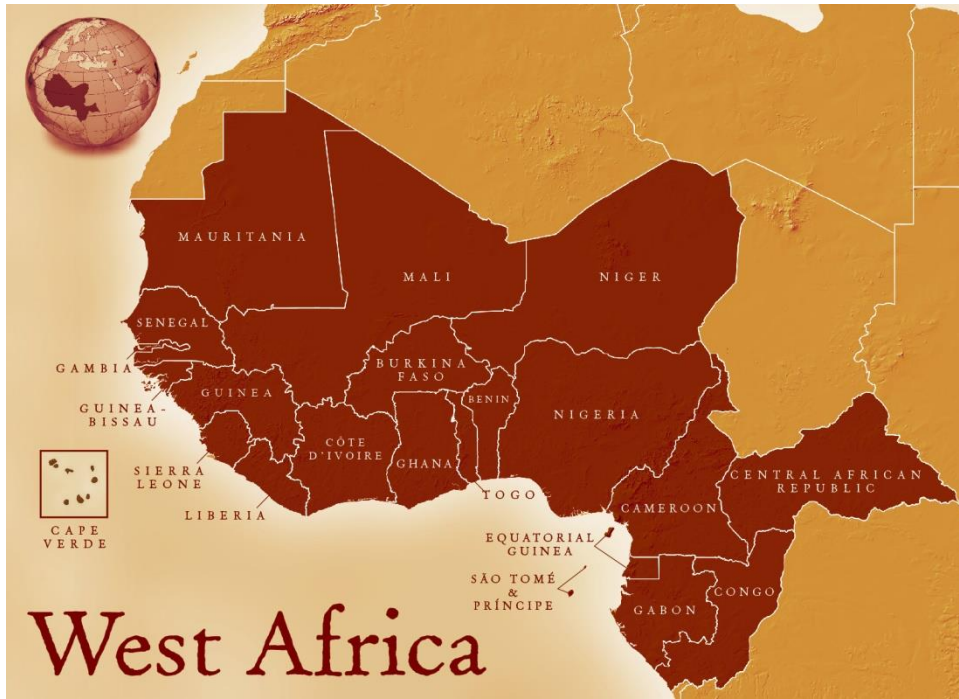 MAURITANIA
MALI
NIGER
SENEGAL
GAMBIA
BURKINA
FASO
GUINEA
GUINEA-
BISSAU
BENIN
NIGERIA
CÔTE
D'IVOIRE
GHANA
SIERRA
LEONE
CENTRAL AFRICAN
REPUBLIC
TOGO
LIBERIA
CAMEROON
CAPE
VERDE
EQUATORIAL
GUINEA
SÃO TOMÉ
&
PRÍNCIPE
GABON
CONGO
West Africa